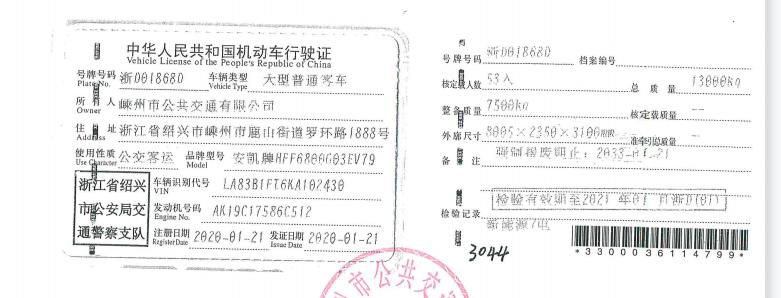 中华人民共和国机动车行驶证
Vehicle License of the People's Republic of China
号牌号码 浙D01868D 车辆类型 大型普通客车
Plate No. Vehicle Type
所有人 嵊州市公共交通有限公司
Owner
住址 浙江省绍兴市嵊州市鹿山街道罗环路1888号
Address
使用性质 公交客运 品牌型号 安凯牌HFF6800G03EV79
Use Character Model
浙江省绍兴
市公安局交
通警察支队
车辆识别代号 LA83B1FT6KA102430
VIN
发动机号码 AK19C17586C512
Engine No.
注册日期 2020-01-21 发证日期 2020-01-21
Register Date Issue Date
号牌号码 浙D01868D 档案编号
核定载人数 53人 总质量 13000kg
整备质量 7500kg 核定载质量 --
外廓尺寸 8005×2350×3100 准牵引总质量 --
备注 强制报废期止：2033-01-21
检验有效期至2021年01月浙D(01)
检验记录
新能源7电
3044
*3300036114799*
市公共交